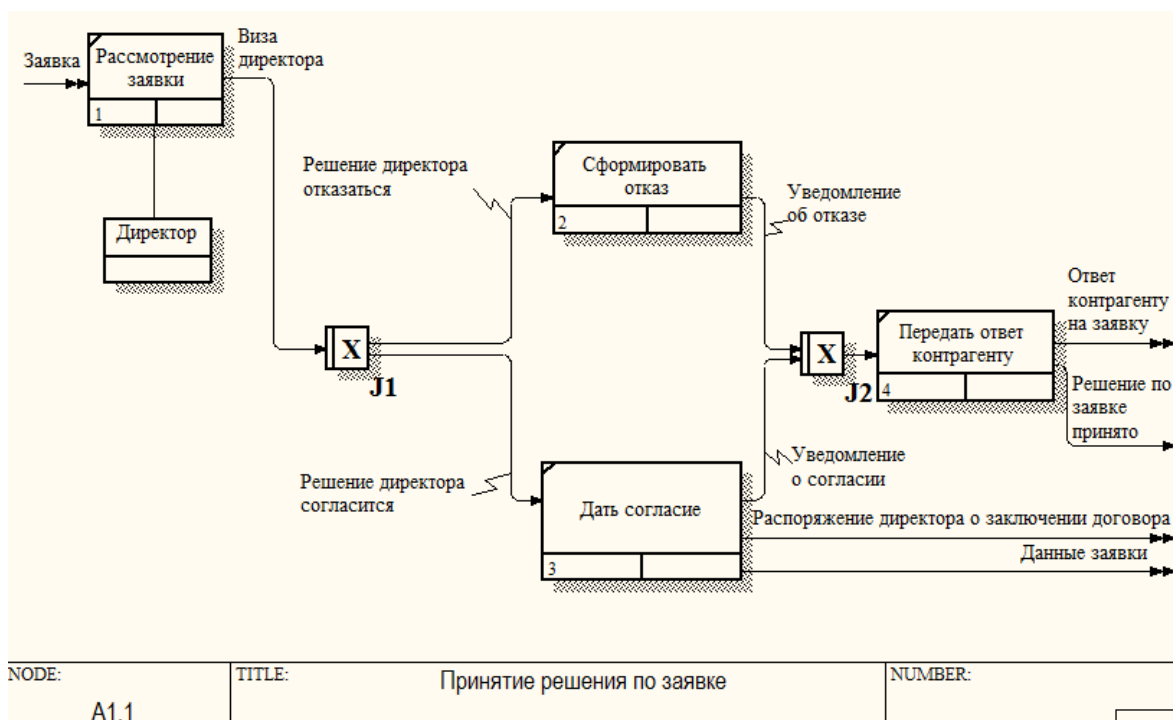 Заявка
Рассмотрение
заявки
1
Виза
директора
Директор
Решение директора
отказаться
Сформировать
отказ
2
Уведомление
об отказе
X
J1
X
J2
Передать ответ
контрагенту
4
Ответ
контрагенту
на заявку
Решение по
заявке
принято
Решение директора
согласится
Дать согласие
3
Уведомление
о согласии
Распоряжение директора о заключении договора
Данные заявки
NODE:
TITLE:
NUMBER:
A1.1
Принятие решения по заявке